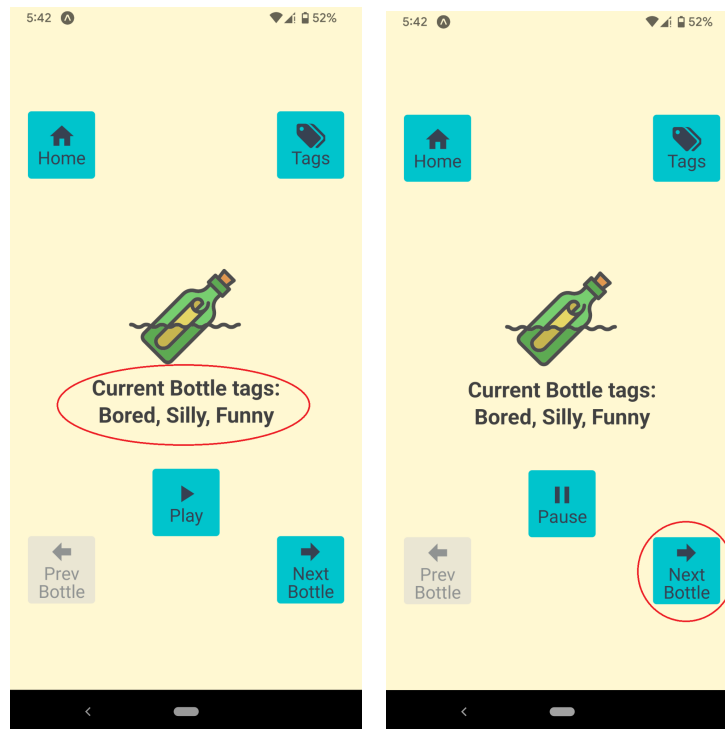 5:42
52%
Home
Tags
Current Bottle tags:
Bored, Silly, Funny
Play
Prev
Bottle
Next
Bottle
5:42
52%
Home
Tags
Current Bottle tags:
Bored, Silly, Funny
Pause
Prev
Bottle
Next
Bottle